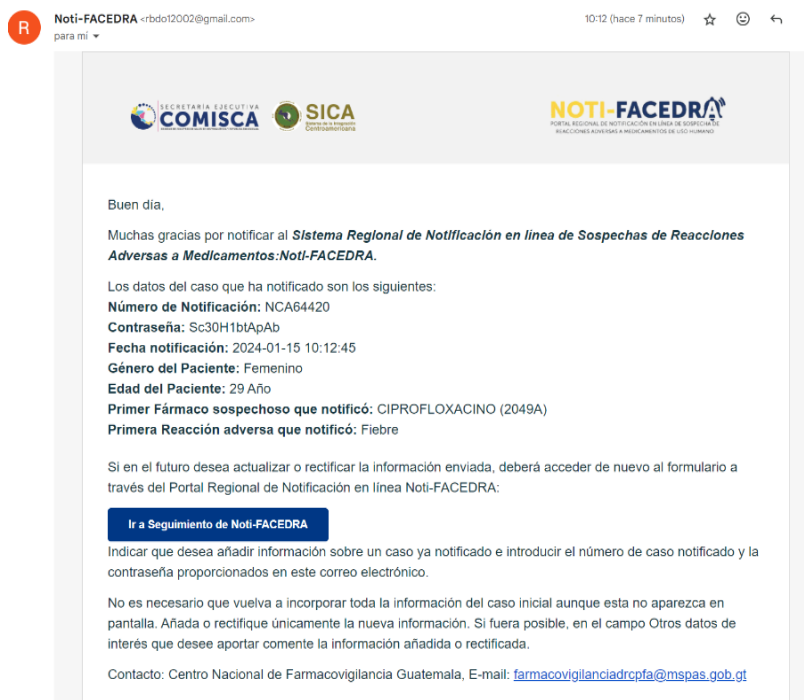 R
Noti-FACEDRA <rbdo12002@gmail.com>
10:12 (hace 7 minutos)
para mí
SECRETARÍA EJECUTIVA
COMISCA
SICA
Sistema de la Integración
Centroamericana
NOTI-FACEDRA
PORTAL REGIONAL DE NOTIFICACIÓN EN LÍNEA DE SOSPECHA DE
REACCIONES ADVERSAS A MEDICAMENTOS DE USO HUMANO
Buen día,
Muchas gracias por notificar al Sistema Regional de Notificación en línea de Sospechas de Reacciones
Adversas a Medicamentos:Noti-FACEDRA.
Los datos del caso que ha notificado son los siguientes:
Número de Notificación: NCA64420
Contraseña: Sc30H1btApAb
Fecha notificación: 2024-01-15 10:12:45
Género del Paciente: Femenino
Edad del Paciente: 29 Año
Primer Fármaco sospechoso que notificó: CIPROFLOXACINO (2049A)
Primera Reacción adversa que notificó: Fiebre
Si en el futuro desea actualizar o rectificar la información enviada, deberá acceder de nuevo al formulario a
través del Portal Regional de Notificación en línea Noti-FACEDRA:
Ir a Seguimiento de Noti-FACEDRA
Indicar que desea añadir información sobre un caso ya notificado e introducir el número de caso notificado y la
contraseña proporcionados en este correo electrónico.
No es necesario que vuelva a incorporar toda la información del caso inicial aunque esta no aparezca en
pantalla. Añada o rectifique únicamente la nueva información. Si fuera posible, en el campo Otros datos de
interés que desee aportar comente la información añadida o rectificada.
Contacto: Centro Nacional de Farmacovigilancia Guatemala, E-mail: farmacovigilanciadrcpfa@mspas.gob.gt